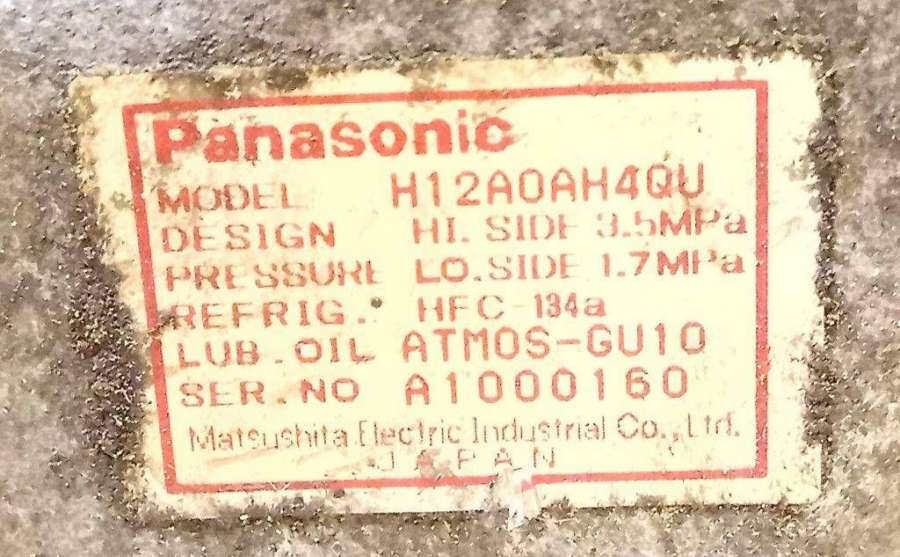 Panasonic
MODEL H12A0AH4QU
DESIGN HI. SIDE 3.5MPa
PRESSURE LO.SIDE 1.7MPa
REFRIG. HFC-134a
LUB.OIL ATMOS-GU10
SER.NO A1000160
Matsushita Electric Industrial Co.,Ltd.
JAPAN